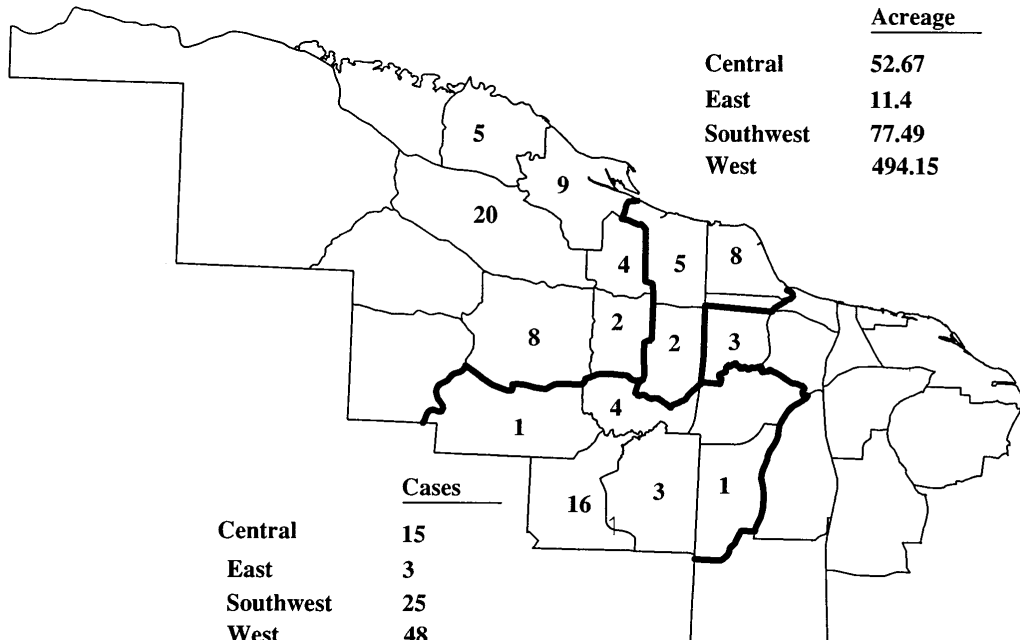 Acreage
Central 52.67
East 11.4
Southwest 77.49
West 494.15
5
9
20
4
5
8
8
2
2
3
1
4
16
3
1
Cases
Central 15
East 3
Southwest 25
West 48